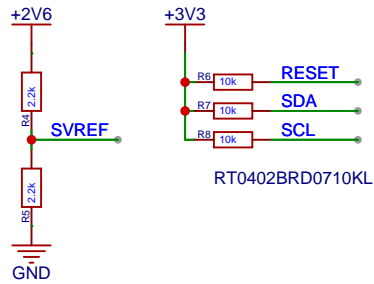 +2V6
2.2k
R4
SVREF
2.2k
R5
GND
+3V3
R6 10k RESET
R7 10k SDA
R8 10k SCL
RT0402BRD0710KL